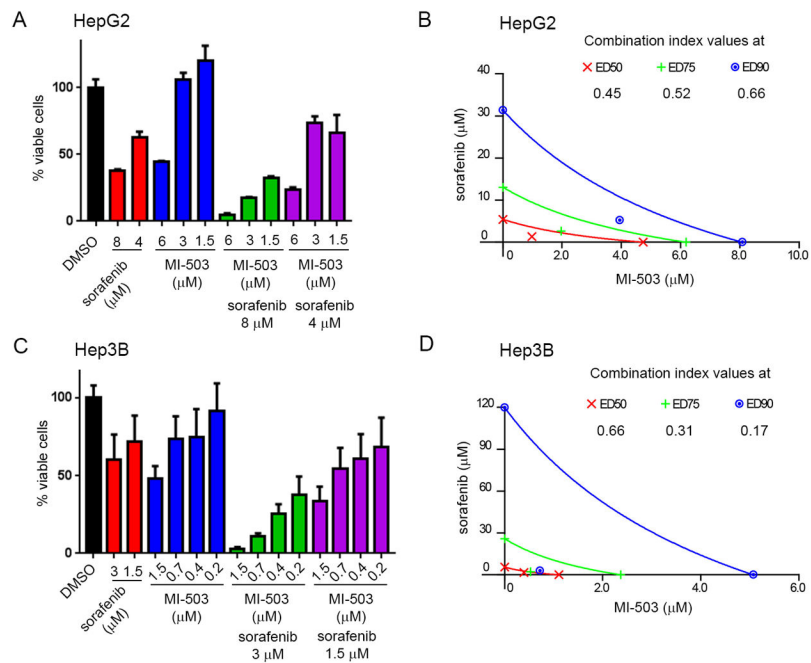 A
HepG2
% viable cells
100
50
0
DMSO
8 4
sorafenib
(μM)
6 3 1.5
MI-503
(μM)
6 3 1.5
MI-503
(μM)
sorafenib
8 μM
6 3 1.5
MI-503
(μM)
sorafenib
4 μM
B
HepG2
Combination index values at
ED50 ED75 ED90
0.45 0.52 0.66
sorafenib (μM)
40
30
20
10
0
0 2.0 4.0 6.0 8.0 10.0
MI-503 (μM)
C
Hep3B
% viable cells
100
50
0
DMSO
3 1.5
sorafenib
(μM)
1.5 0.7 0.4 0.2
MI-503
(μM)
1.5 0.7 0.4 0.2
MI-503
(μM)
sorafenib
3 μM
1.5 0.7 0.4 0.2
MI-503
(μM)
sorafenib
1.5 μM
D
Hep3B
Combination index values at
ED50 ED75 ED90
0.66 0.31 0.17
sorafenib (μM)
120
90
60
30
0
0 2.0 4.0 6.0
MI-503 (μM)